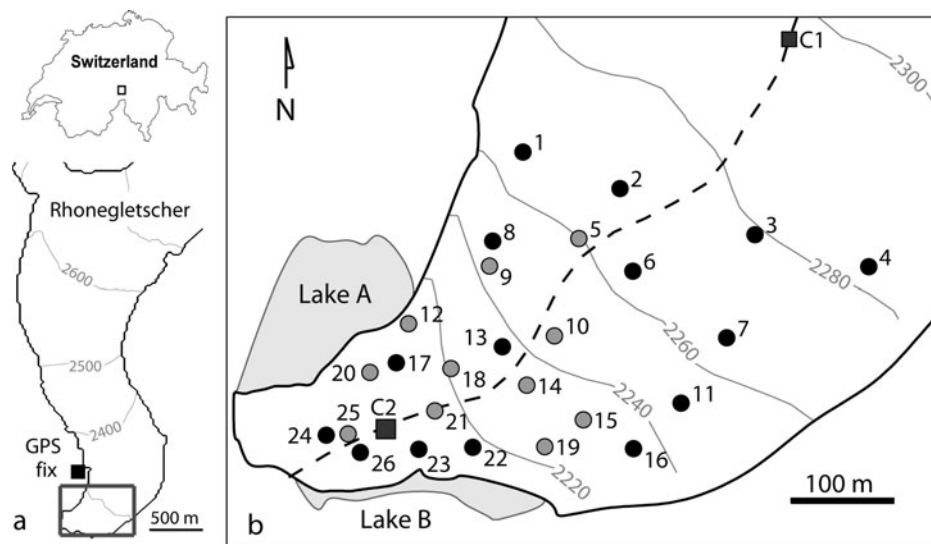 Switzerland
Rhonegletscher
2600
2500
2400
GPS
fix
500 m
a
N
C1
2300
1
2
3
4
5
8
6
9
2280
Lake A
12
10
7
13
2260
17
20
18
14
2240
11
C2
21
15
25
24
19
16
26
23
22
2220
100 m
Lake B
b